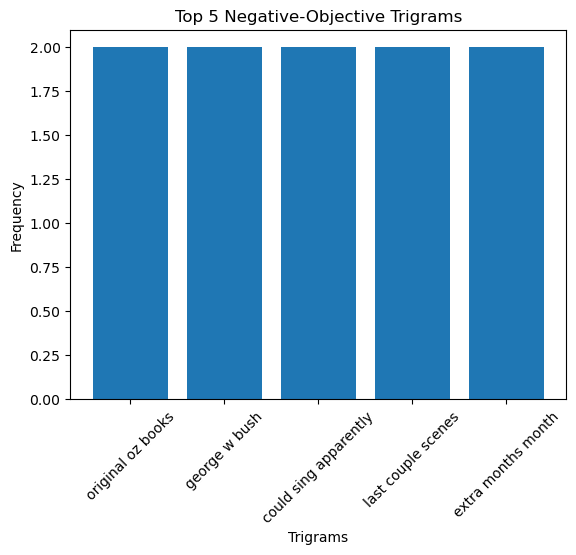 Top 5 Negative-Objective Trigrams
Frequency
2.00
1.75
1.50
1.25
1.00
0.75
0.50
0.25
0.00
original oz books
george w bush
could sing apparently
last couple scenes
extra months month
Trigrams